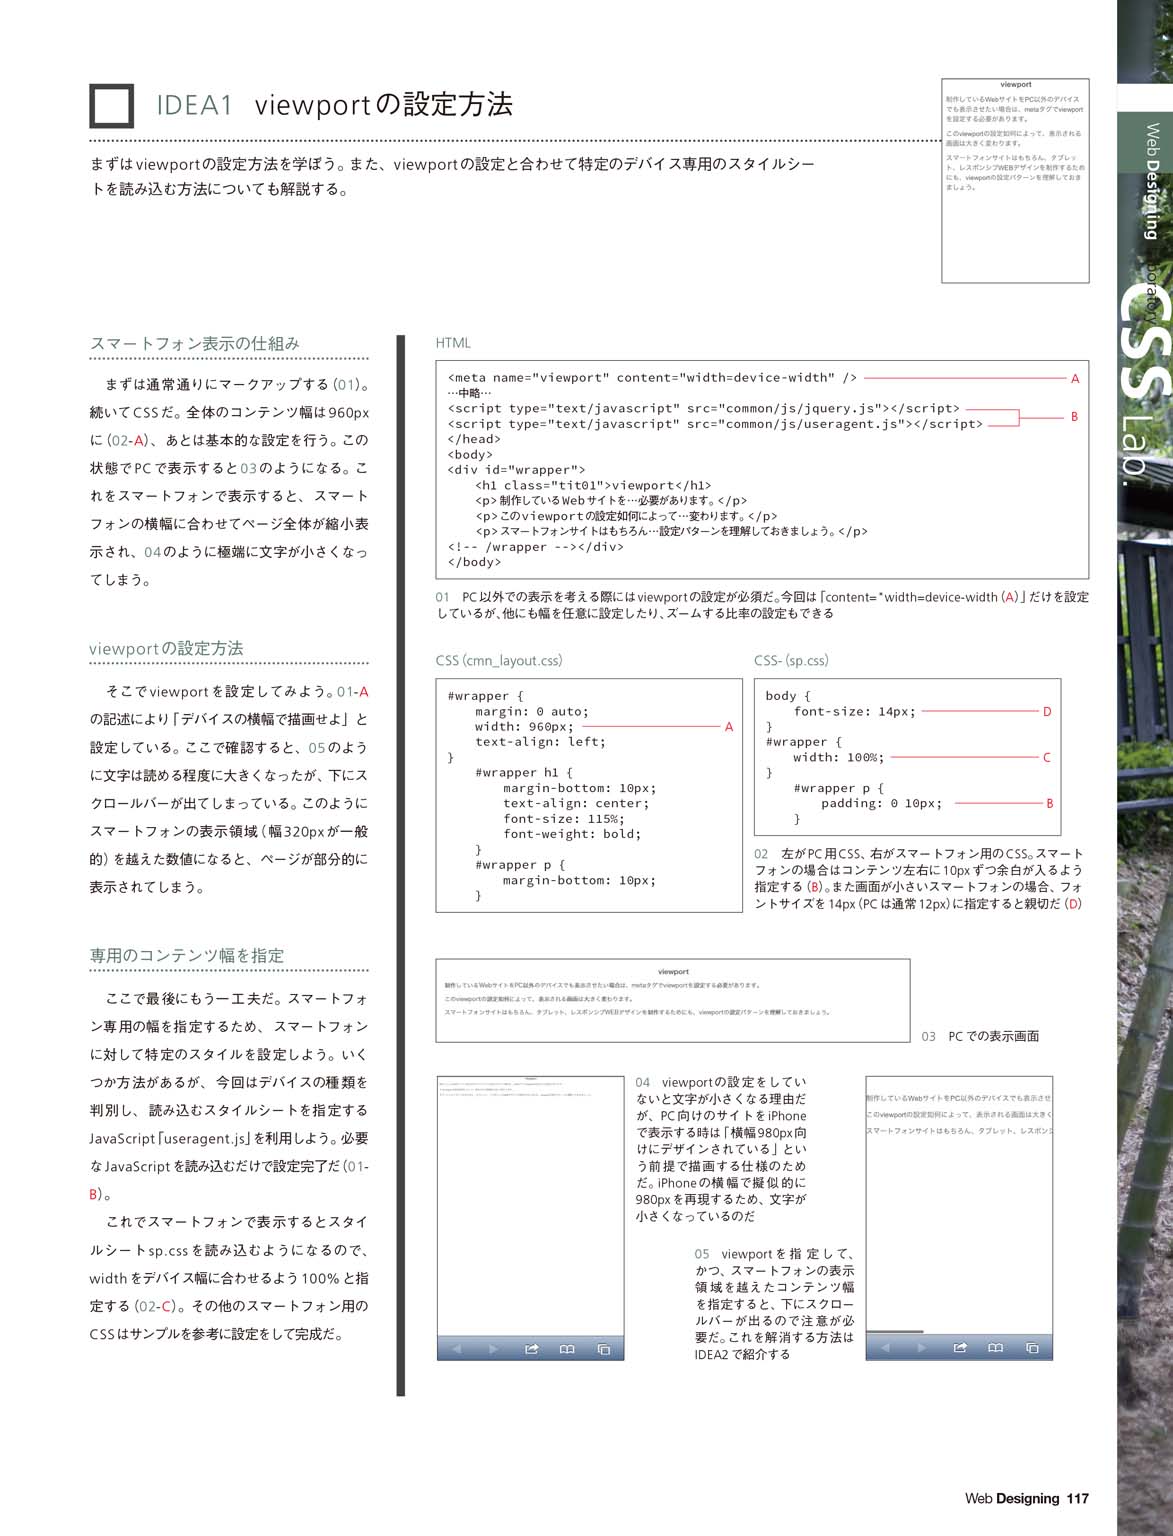 IDEA1 viewportの設定方法
まずはviewportの設定方法を学ぼう。また、viewportの設定と合わせて特定のデバイス専用のスタイルシー
トを読み込む方法についても解説する。
viewport
制作しているWebサイトをPC以外のデバイス
でも表示させたい場合は、metaタグでviewport
を設定する必要があります。
このviewportの設定如何によって、表示される
画面は大きく変わります。
スマートフォンサイトはもちろん、タブレッ
ト、レスポンシブWEBデザインを制作するため
にも、viewportの設定パターンを理解しておき
ましょう。
Web Designing
CSS Lab.
スマートフォン表示の仕組み
まずは通常通りにマークアップする（01）。
続いてCSSだ。全体のコンテンツ幅は960px
に（02-A）、あとは基本的な設定を行う。この
状態でPCで表示すると03のようになる。こ
れをスマートフォンで表示すると、スマート
フォンの横幅に合わせてページ全体が縮小表
示され、04のように極端に文字が小さくなっ
てしまう。
viewportの設定方法
そこでviewportを設定してみよう。01-A
の記述により「デバイスの横幅で描画せよ」と
設定している。ここで確認すると、05のよう
に文字は読める程度に大きくなったが、下にス
クロールバーが出てしまっている。このように
スマートフォンの表示領域（幅320pxが一般
的）を越えた数値になると、ページが部分的に
表示されてしまう。
専用のコンテンツ幅を指定
ここで最後にもう一工夫だ。スマートフォ
ン専用の幅を指定するため、スマートフォン
に対して特定のスタイルを設定しよう。いく
つか方法があるが、今回はデバイスの種類を
判別し、読み込むスタイルシートを指定する
JavaScript「useragent.js」を利用しよう。必要
なJavaScriptを読み込むだけで設定完了だ（01-
B）。
これでスマートフォンで表示するとスタイ
ルシートsp.cssを読み込むようになるので、
widthをデバイス幅に合わせるよう100%と指
定する（02-C）。その他のスマートフォン用の
CSSはサンプルを参考に設定をして完成だ。
HTML
<meta name="viewport" content="width=device-width" /> A
…中略…
<script type="text/javascript" src="common/js/jquery.js"></script>
B
<script type="text/javascript" src="common/js/useragent.js"></script>
</head>
<body>
<div id="wrapper">
<h1 class="tit01">viewport</h1>
<p>制作しているWebサイトを…必要があります。</p>
<p>このviewportの設定如何によって…変わります。</p>
<p>スマートフォンサイトはもちろん…設定パターンを理解しておきましょう。</p>
<!-- /wrapper --></div>
</body>
01 PC以外での表示を考える際にはviewportの設定が必須だ。今回は「content="width=device-width（A）」だけを設定
しているが、他にも幅を任意に設定したり、ズームする比率の設定もできる
CSS（cmn_layout.css）
#wrapper {
margin: 0 auto;
width: 960px; A
text-align: left;
}
#wrapper h1 {
margin-bottom: 10px;
text-align: center;
font-size: 115%;
font-weight: bold;
}
#wrapper p {
margin-bottom: 10px;
}
CSS-（sp.css）
body {
font-size: 14px; D
}
#wrapper {
width: 100%; C
}
#wrapper p {
padding: 0 10px; B
}
02 左がPC用CSS、右がスマートフォン用のCSS。スマート
フォンの場合はコンテンツ左右に10pxずつ余白が入るよう
指定する（B）。また画面が小さいスマートフォンの場合、フォ
ントサイズを14px（PCは通常12px）に指定すると親切だ（D）
viewport
制作しているWebサイトをPC以外のデバイスでも表示させたい場合は、metaタグでviewportを設定する必要があります。
このviewportの設定如何によって、表示される画面は大きく変わります。
スマートフォンサイトはもちろん、タブレット、レスポンシブWEBデザインを制作するためにも、viewportの設定パターンを理解しておきましょう。
03 PCでの表示画面
04 viewportの設定をしてい
ないと文字が小さくなる理由だ
が、PC向けのサイトをiPhone
で表示する時は「横幅980px向
けにデザインされている」とい
う前提で描画する仕様のため
だ。iPhoneの横幅で擬似的に
980pxを再現するため、文字が
小さくなっているのだ
05 viewportを指定して、
かつ、スマートフォンの表示
領域を越えたコンテンツ幅
を指定すると、下にスクロー
ルバーが出るので注意が必
要だ。これを解消する方法は
IDEA2で紹介する
制作しているWebサイトをPC以外のデバイスでも表示させ
このviewportの設定如何によって、表示される画面は大きく
スマートフォンサイトはもちろん、タブレット、レスポンシ
Web Designing 117